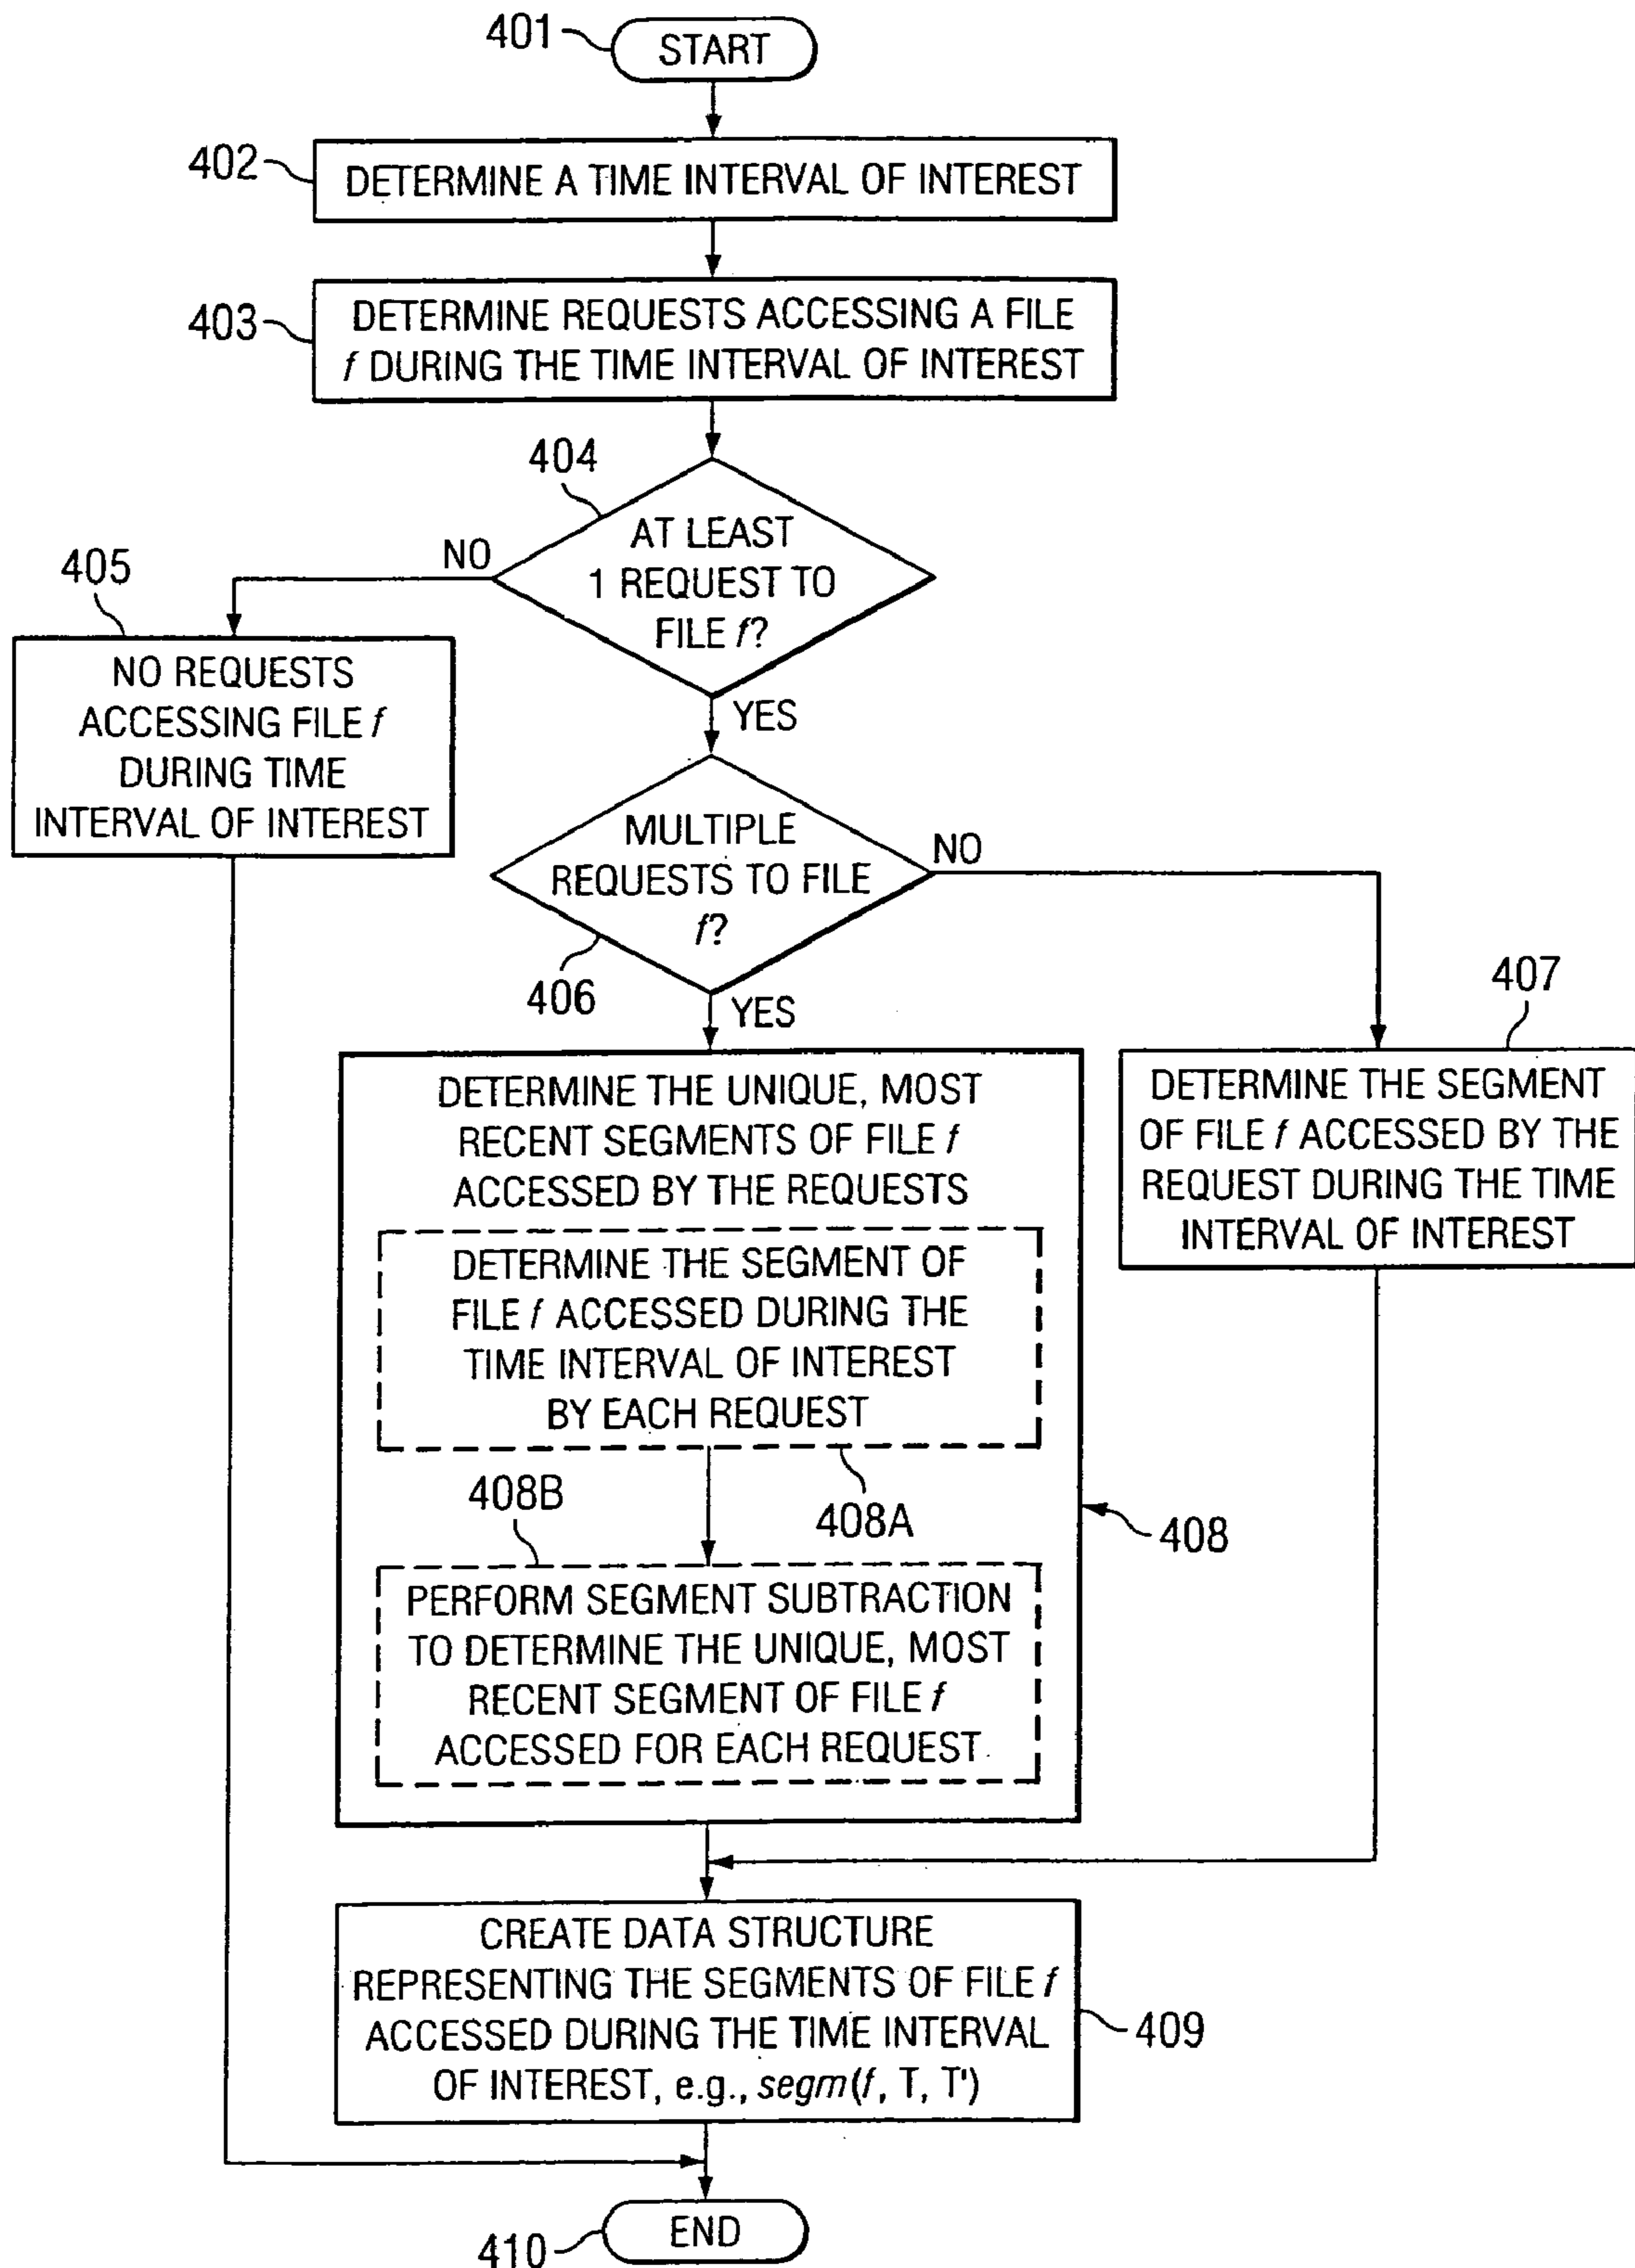 401
START
402
DETERMINE A TIME INTERVAL OF INTEREST
403
DETERMINE REQUESTS ACCESSING A FILE
f DURING THE TIME INTERVAL OF INTEREST
404
AT LEAST
1 REQUEST TO
FILE f?
NO
YES
405
NO REQUESTS
ACCESSING FILE f
DURING TIME
INTERVAL OF INTEREST
MULTIPLE
REQUESTS TO FILE
f?
NO
406
YES
407
DETERMINE THE SEGMENT
OF FILE f ACCESSED BY THE
REQUEST DURING THE TIME
INTERVAL OF INTEREST
DETERMINE THE UNIQUE, MOST
RECENT SEGMENTS OF FILE f
ACCESSED BY THE REQUESTS
DETERMINE THE SEGMENT OF
FILE f ACCESSED DURING THE
TIME INTERVAL OF INTEREST
BY EACH REQUEST
408B
408A
408
PERFORM SEGMENT SUBTRACTION
TO DETERMINE THE UNIQUE, MOST
RECENT SEGMENT OF FILE f
ACCESSED FOR EACH REQUEST
CREATE DATA STRUCTURE
REPRESENTING THE SEGMENTS OF FILE f
ACCESSED DURING THE TIME INTERVAL
OF INTEREST, e.g., segm(f, T, T')
409
END
410